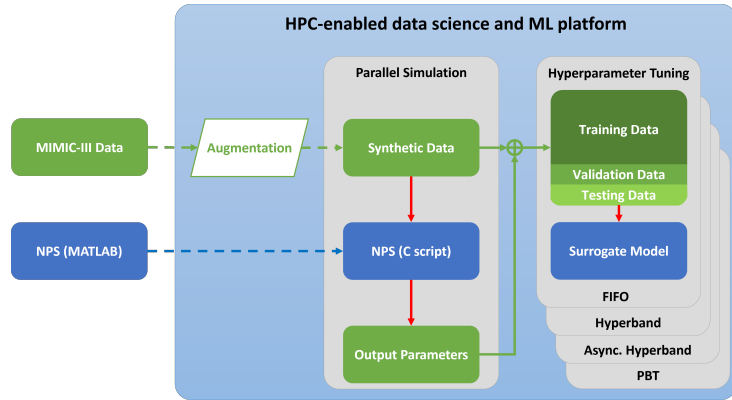 HPC-enabled data science and ML platform
Parallel Simulation
Hyperparameter Tuning
MIMIC-III Data
Augmentation
Synthetic Data
Training Data
Validation Data
Testing Data
NPS (MATLAB)
NPS (C script)
Surrogate Model
Output Parameters
FIFO
Hyperband
Async. Hyperband
PBT